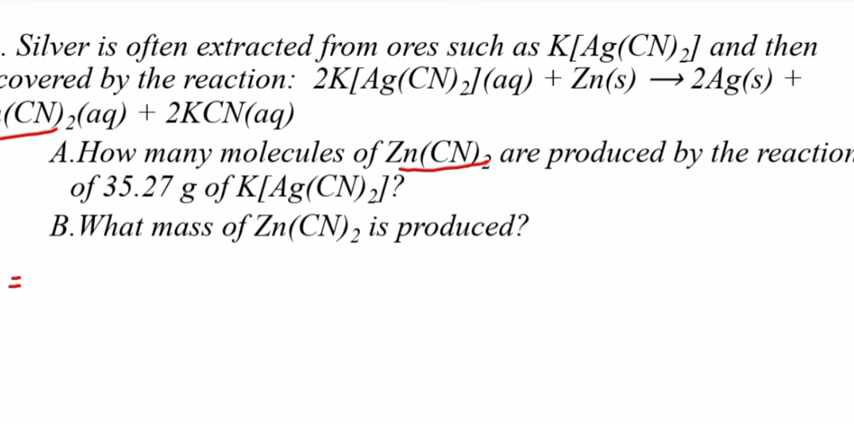 . Silver is often extracted from ores such as K[Ag(CN)₂] and then
covered by the reaction: 2K[Ag(CN)₂](aq) + Zn(s) → 2Ag(s) +
(CN)₂(aq) + 2KCN(aq)
A.How many molecules of Zn(CN)₂ are produced by the reaction
of 35.27 g of K[Ag(CN)₂]?
B.What mass of Zn(CN)₂ is produced?
=